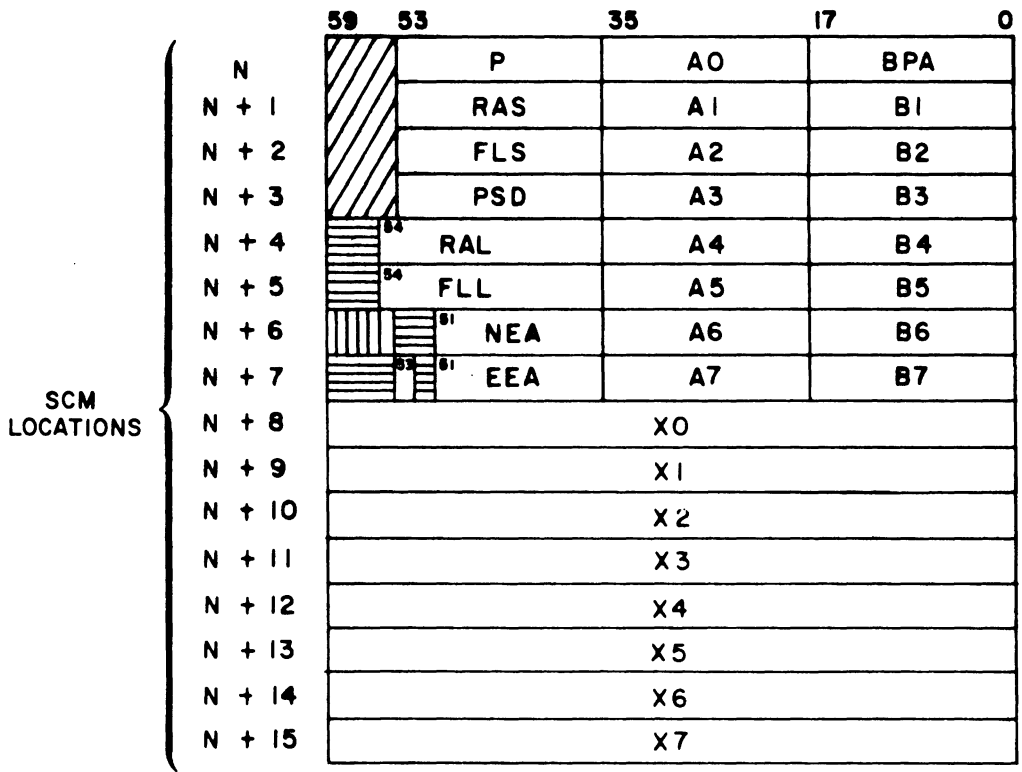 59 53 35 17 0
N P A0 BPA
N + 1 RAS A1 B1
N + 2 FLS A2 B2
N + 3 PSD A3 B3
N + 4 54 RAL A4 B4
N + 5 54 FLL A5 B5
N + 6 51 NEA A6 B6
N + 7 53 51 EEA A7 B7
SCM
LOCATIONS
N + 8 X0
N + 9 X1
N + 10 X2
N + 11 X3
N + 12 X4
N + 13 X5
N + 14 X6
N + 15 X7